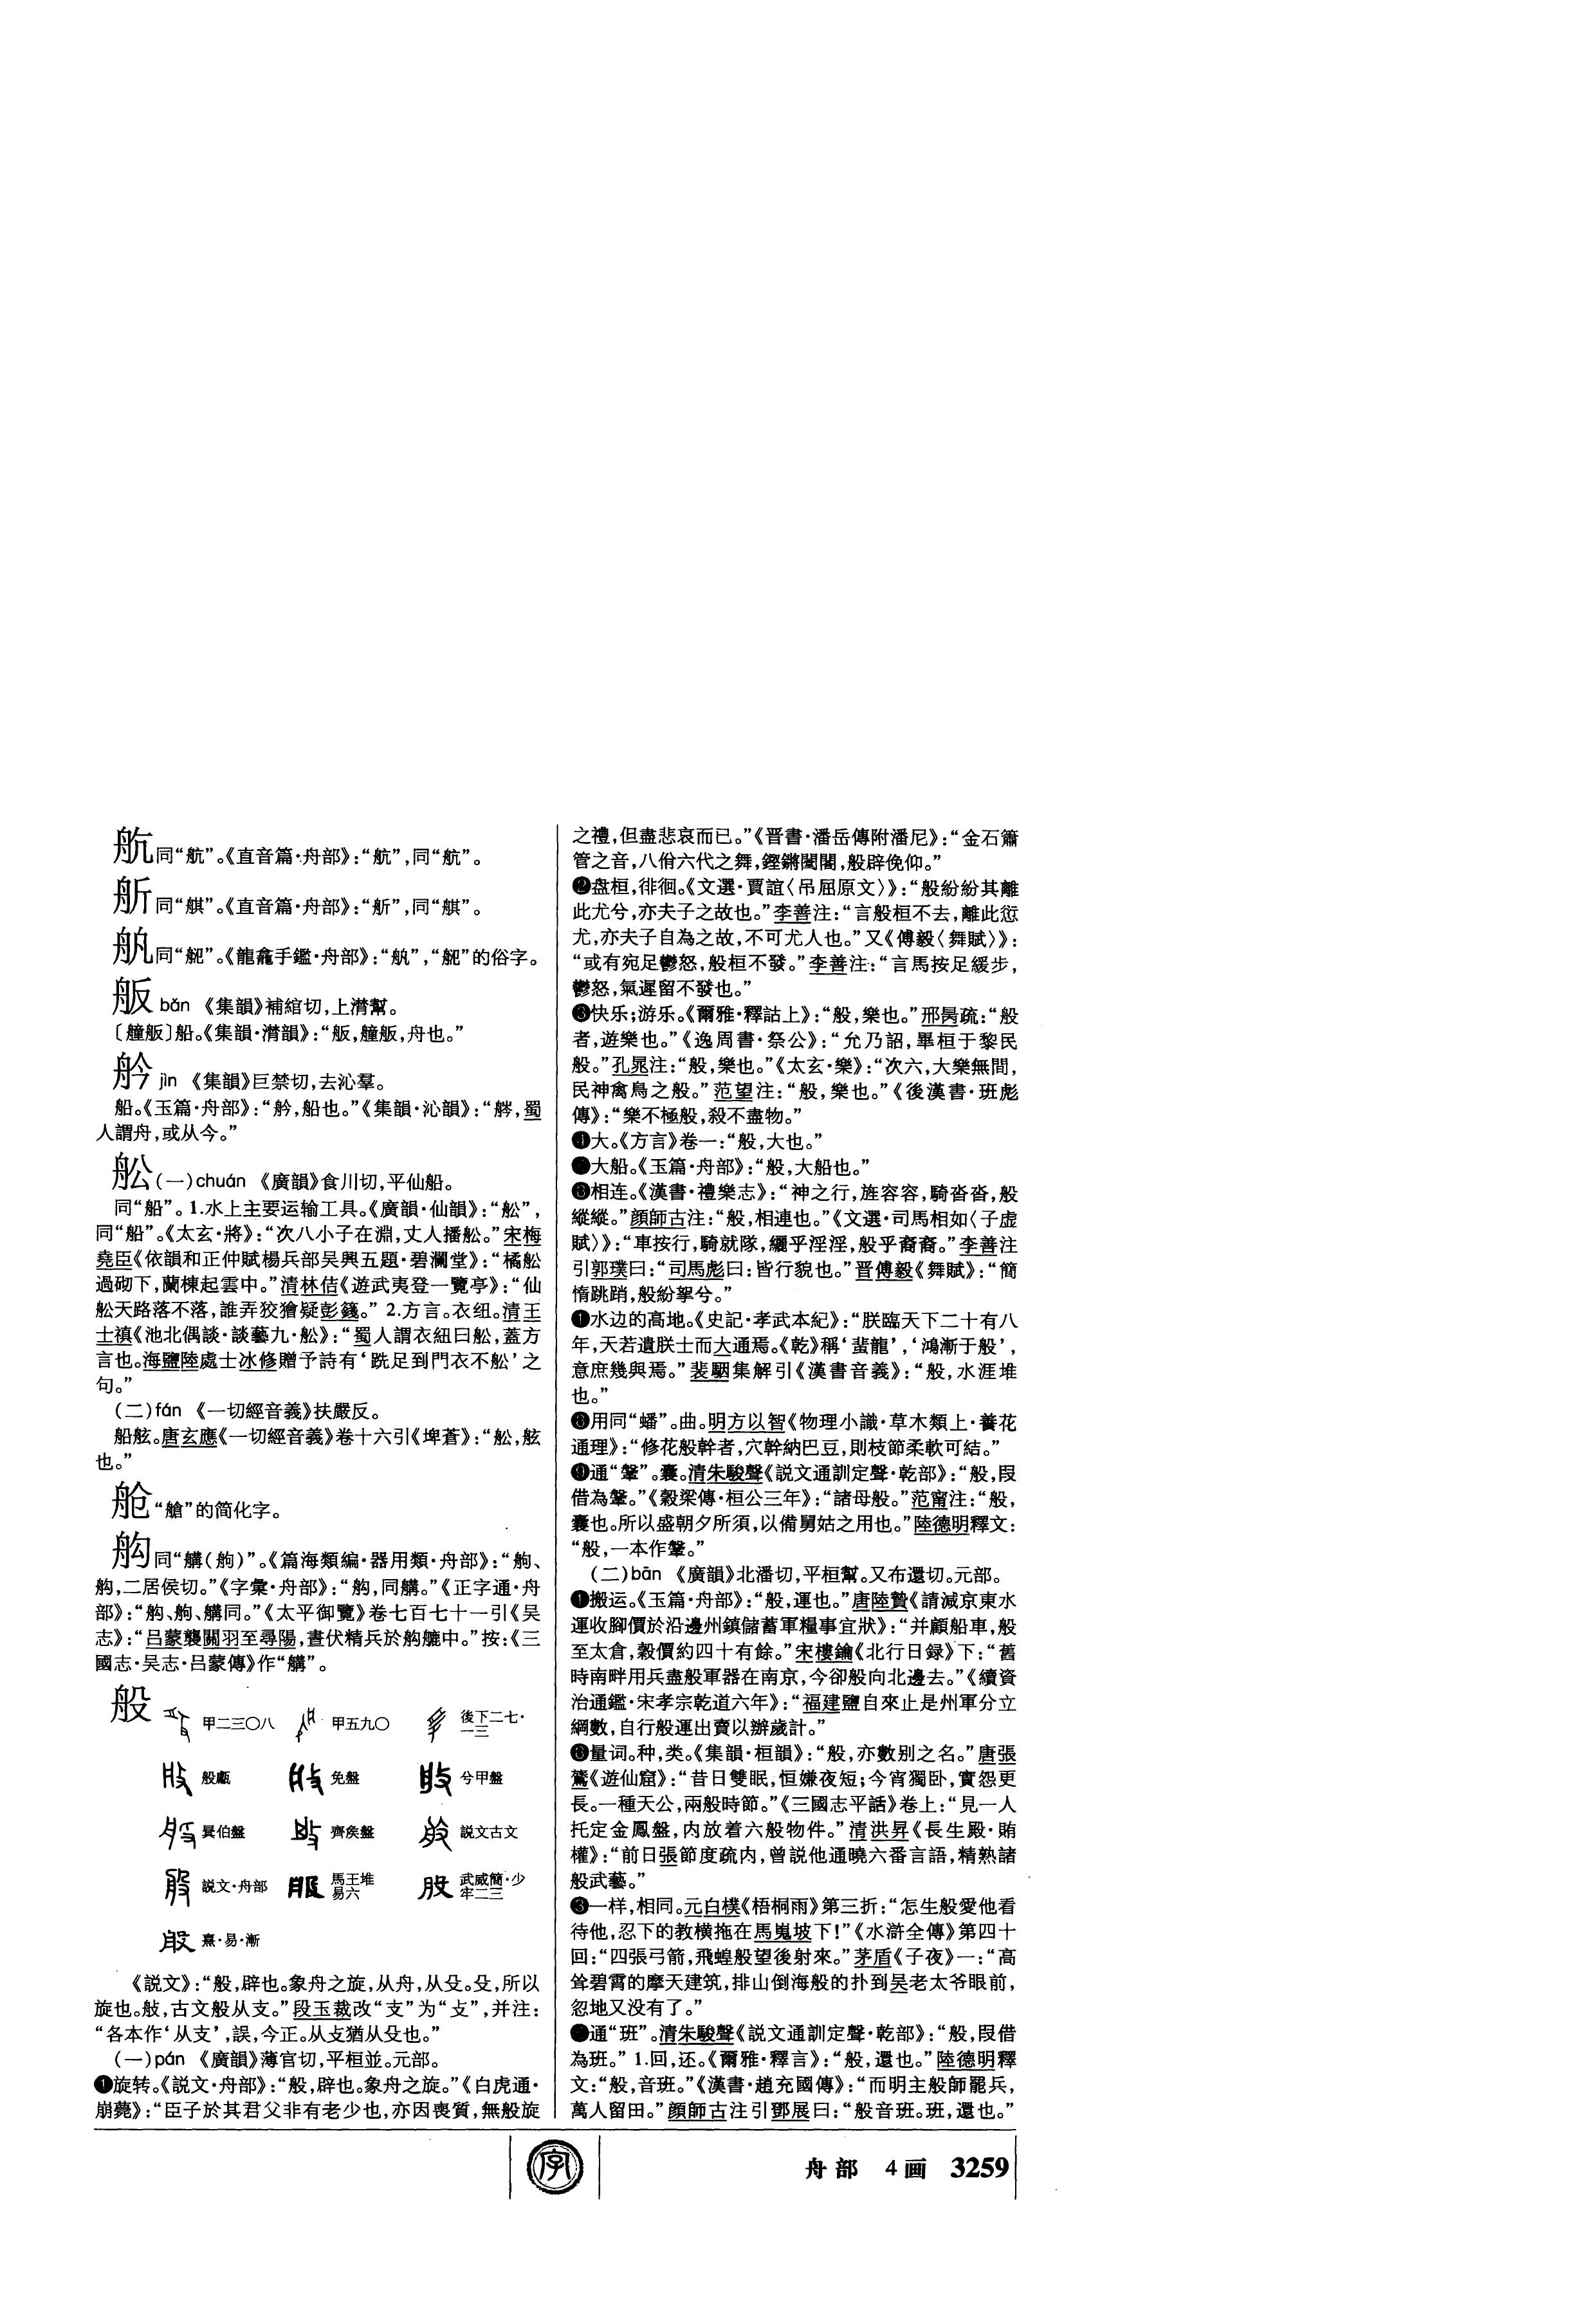 同“航”。《直音篇·舟部》：“航”，同“航”。
斦同“艩”。《直音篇·舟部》：
同“舥”。《龍龕手鑑·舟部》：“舥”的俗字。
舨 bǎn 《集韻》補綰切，上潸幫。
〔艟舨〕船。《集韻·潸韻》：“舨，艟舨，舟也。”
舲 jìn 《集韻》巨禁切，去沁羣。
船。《玉篇·舟部》：“船也。”《集韻·沁韻》：“蜀
人謂舟，或从今。”
舩（一）chuán 《廣韻》食川切，平仙船。
同“船”。1.水上主要运输工具。《廣韻·仙韻》：“舩”，
同“船”。《太玄·將》：“次八小子在淵，丈人播舩。”宋梅
堯臣《依韻和正仲賦楊兵部吴興五題·碧瀾堂》：“橘舩
過砌下，蘭棟起雲中。”清林佶《遊武夷登一覽亭》：“仙
舩天路落不落，誰弄狡獪疑彭籛。”2.方言。衣纽。清王
士禛《池北偶談·談藝九·舩》：“蜀人謂衣紐曰舩，蓋方
言也。海鹽陸處士冰修贈予詩有‘跣足到門衣不舩’之
句。”
（二）fán 《一切經音義》扶嚴反。
船舷。唐玄應《一切經音義》卷十六引《埤蒼》：“舩，舷
也。”
舱“艙”的简化字。
同“艜（）”。《篇海類編·器用類·舟部》：
二居侯切。”《字彙·舟部》：《正字通·舟
部》：《太平御覽》卷七百七十一引《吴
志》：“吕蒙襲關羽至尋陽，晝伏精兵於中。”按：《三
國志·吴志·吕蒙傳》作
般 甲二三〇八 甲五九〇 後下二七·一三
般甗 免盤 兮甲盤
㠱伯盤 齊侯盤 説文古文
説文·舟部 馬王堆易六 武威簡·少牢二三
熹·易·漸
《説文》：“般，辟也。象舟之旋，从舟，从殳。殳，所以
旋也。𦨗，古文般从支。”段玉裁改“支”为“攴”，并注：
“各本作‘从支’，誤，今正。从攴猶从殳也。”
（一）pán 《廣韻》薄官切，平桓並。元部。
❶旋转。《説文·舟部》：“般，辟也。象舟之旋。”《白虎通·
崩薨》：“臣子於其君父非有老少也，亦因喪質，無般旋
之禮，但盡悲哀而已。”《晋書·潘岳傳附潘尼》：“金石簫
管之音，八佾六代之舞，鏗鏘闛閤，般辟俛仰。”
❷盘桓，徘徊。《文選·賈誼〈吊屈原文〉》：“般紛紛其離
此尤兮，亦夫子之故也。”李善注：“言般桓不去，離此愆
尤，亦夫子自為之故，不可尤人也。”又《傅毅〈舞賦〉》：
“或有宛足鬱怒，般桓不發。”李善注：“言馬按足緩步，
鬱怒，氣遲留不發也。”
❸快乐；游乐。《爾雅·釋詁上》：“般，樂也。”邢昺疏：“般
者，遊樂也。”《逸周書·祭公》：“允乃詔，畢桓于黎民
般。”孔晁注：“般，樂也。”《太玄·樂》：“次六，大樂無間，
民神禽鳥之般。”范望注：“般，樂也。”《後漢書·班彪
傳》：“樂不極般，殺不盡物。”
❹大。《方言》卷一：“般，大也。”
❺大船。《玉篇·舟部》：“般，大船也。”
❻相连。《漢書·禮樂志》：“神之行，旌容容，騎沓沓，般
縱縱。”顔師古注：“般，相連也。”《文選·司馬相如〈子虚
賦〉》：“車按行，騎就隊，纚乎淫淫，般乎裔裔。”李善注
引郭璞曰：“司馬彪曰：皆行貌也。”晋傅毅《舞賦》：“簡
惰跳踃，般紛挐兮。”
❼水边的高地。《史記·孝武本紀》：“朕臨天下二十有八
年，天若遺朕士而大通焉。《乾》稱‘蜚龍’，‘鴻漸于般’，
意庶幾與焉。”裴駰集解引《漢書音義》：“般，水涯堆
也。”
❽用同“蟠”。曲。明方以智《物理小識·草木類上·養花
通理》：“修花般幹者，穴幹納巴豆，則枝節柔軟可結。”
❾通“鞶”。囊。清朱駿聲《説文通訓定聲·乾部》：“般，叚
借為鞶。”《穀梁傳·桓公三年》：“諸母般。”范甯注：“般，
囊也。所以盛朝夕所須，以備舅姑之用也。”陸德明釋文：
“般，一本作鞶。”
（二）bān 《廣韻》北潘切，平桓幫。又布還切。元部。
❶搬运。《玉篇·舟部》：“般，運也。”唐陸贄《請減京東水
運收脚價於沿邊州鎮儲蓄軍糧事宜狀》：“并顧船車，般
至太倉，穀價約四十有餘。”宋樓鑰《北行日録》下：“舊
時南畔用兵盡般軍器在南京，今卻般向北邊去。”《續資
治通鑑·宋孝宗乾道六年》：“福建鹽自來止是州軍分立
綱數，自行般運出賣以辦歲計。”
❷量词。种，类。《集韻·桓韻》：“般，亦數别之名。”唐張
鷟《遊仙窟》：“昔日雙眠，恒嫌夜短；今宵獨卧，實怨更
長。一種天公，兩般時節。”《三國志平話》卷上：“見一人
托定金鳳盤，内放着六般物件。”清洪昇《長生殿·賄
權》：“前日張節度疏内，曾説他通曉六番言語，精熟諸
般武藝。”
❸一样，相同。元白樸《梧桐雨》第三折：“怎生般愛他看
待他，忍下的教横拖在馬嵬坡下！”《水滸全傳》第四十
回：“四張弓箭，飛蝗般望後射來。”茅盾《子夜》一：“高
耸碧霄的摩天建筑，排山倒海般的扑到吴老太爷眼前，
忽地又没有了。”
❹通“班”。清朱駿聲《説文通訓定聲·乾部》：“般，叚借
為班。”1.回，还。《爾雅·釋言》：“般，還也。”陸德明釋
文：“般，音班。”《漢書·趙充國傳》：“而明主般師罷兵，
萬人留田。”顔師古注引鄧展曰：“般音班。班，還也。”
字
舟部 4画 3259